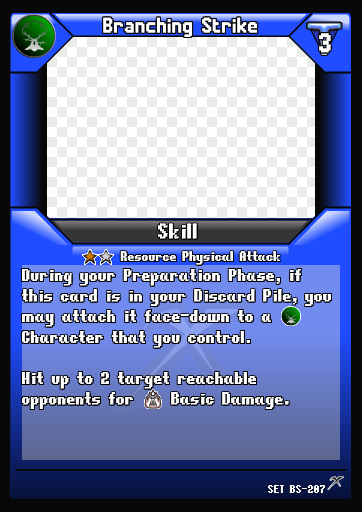 Branching Strike
3
Skill
Resource Physical Attack
During your Preparation Phase, if
this card is in your Discard Pile, you
may attach it face-down to a
Character that you control.
Hit up to 2 target reachable
opponents for Basic Damage.
SET BS-207